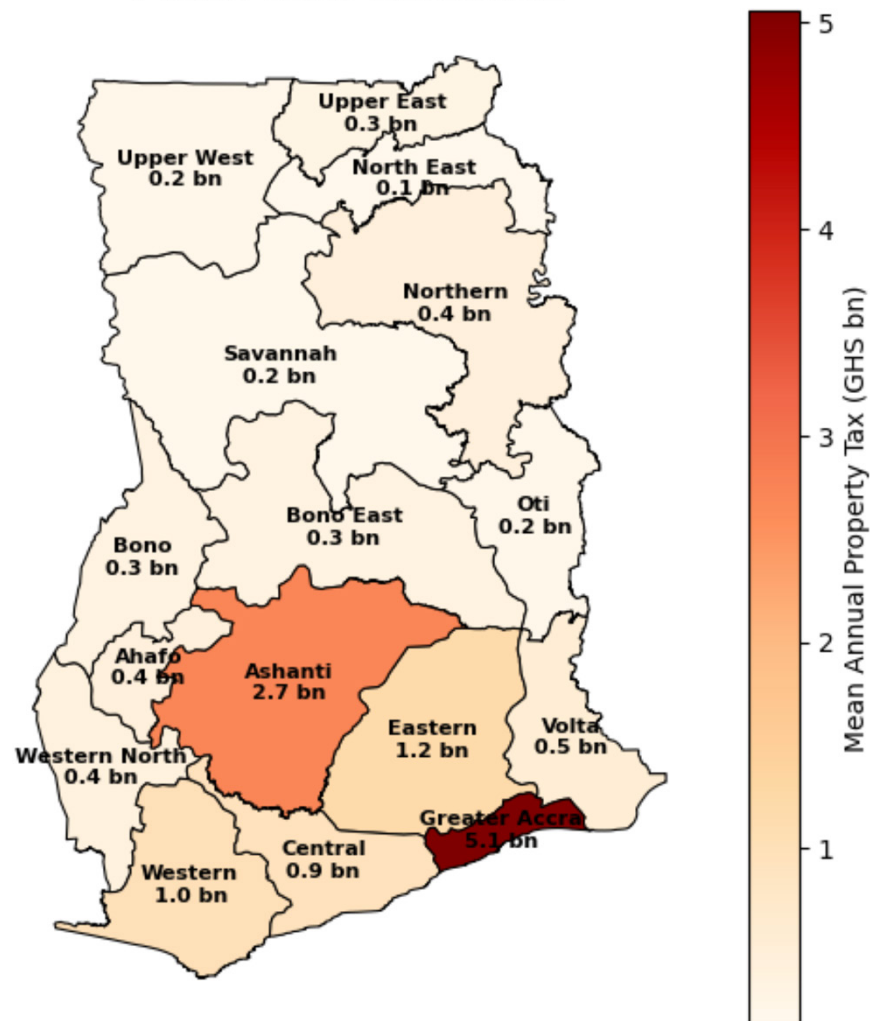 Upper East
0.3 bn
Upper West
0.2 bn
North East
0.1 bn
Northern
0.4 bn
Savannah
0.2 bn
Oti
0.2 bn
Bono East
0.3 bn
Bono
0.3 bn
Ahafo
0.4 bn
Ashanti
2.7 bn
Eastern
1.2 bn
Volta
0.5 bn
Western North
0.4 bn
Greater Accra
5.1 bn
Central
0.9 bn
Western
1.0 bn
5
4
3
2
1
Mean Annual Property Tax (GHS bn)